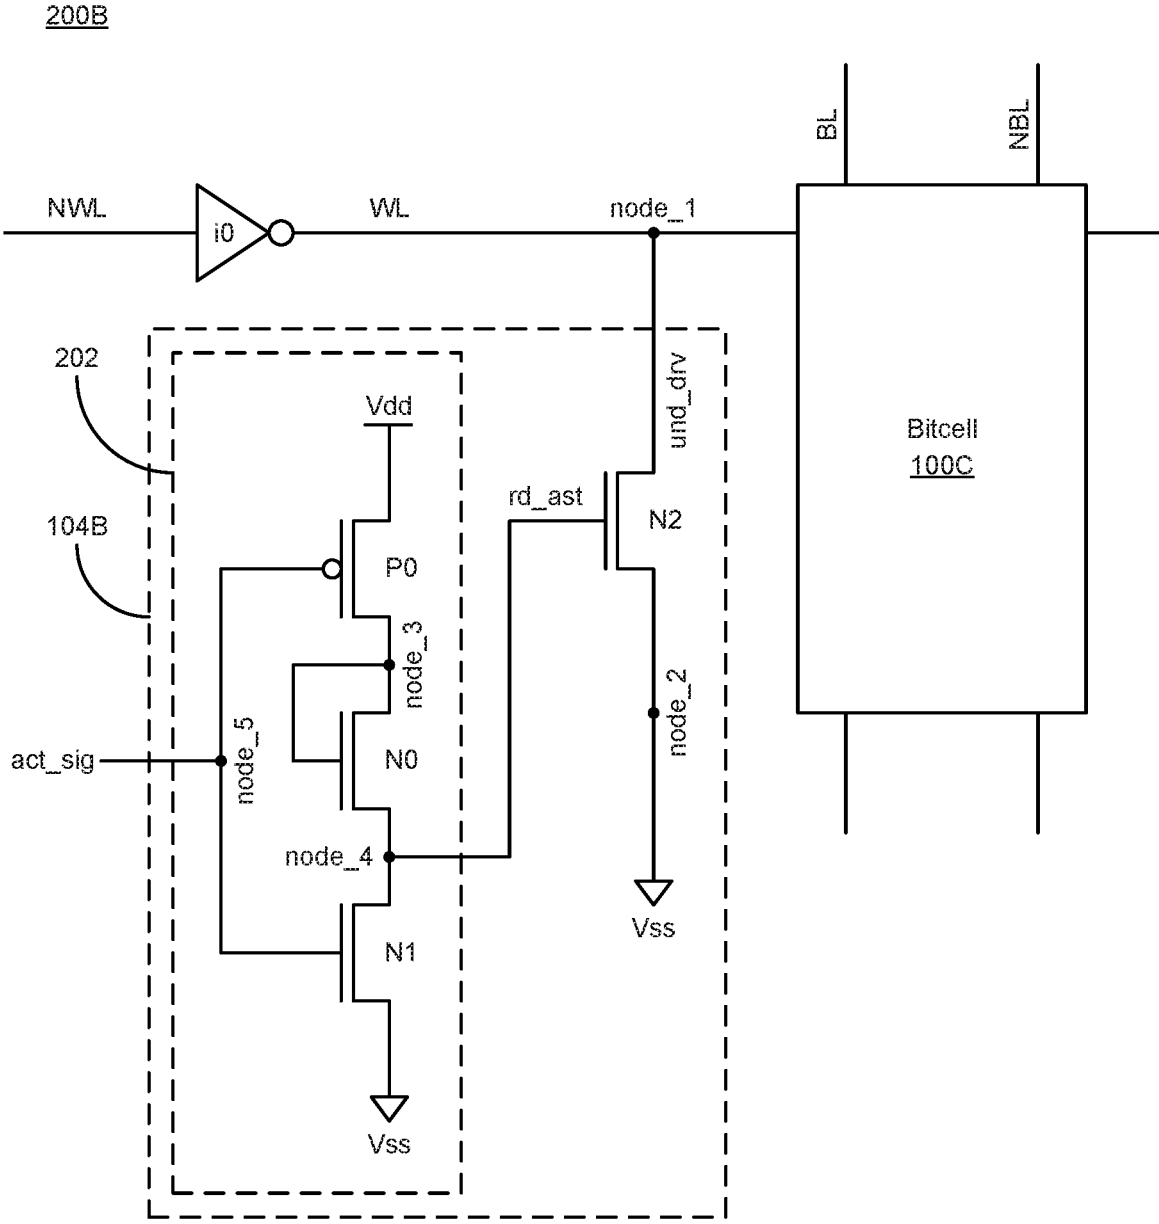 200B
BL
NBL
NWL
i0
WL
node_1
202
Vdd
und_drv
Bitcell
100C
rd_ast
N2
104B
P0
node_3
node_2
act_sig
node_5
N0
node_4
Vss
N1
Vss